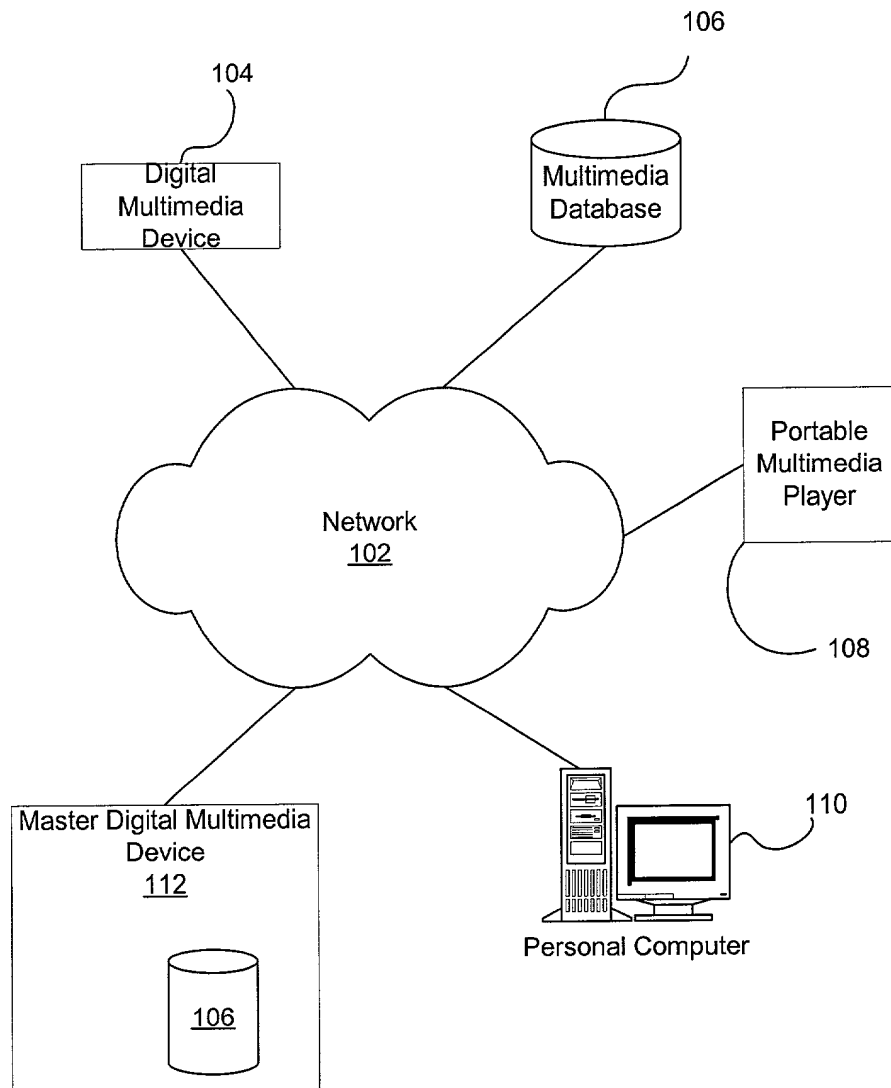 106
104
Digital
Multimedia
Device
Multimedia
Database
Portable
Multimedia
Player
Network
102
108
Master Digital Multimedia
Device
112
110
Personal Computer
106